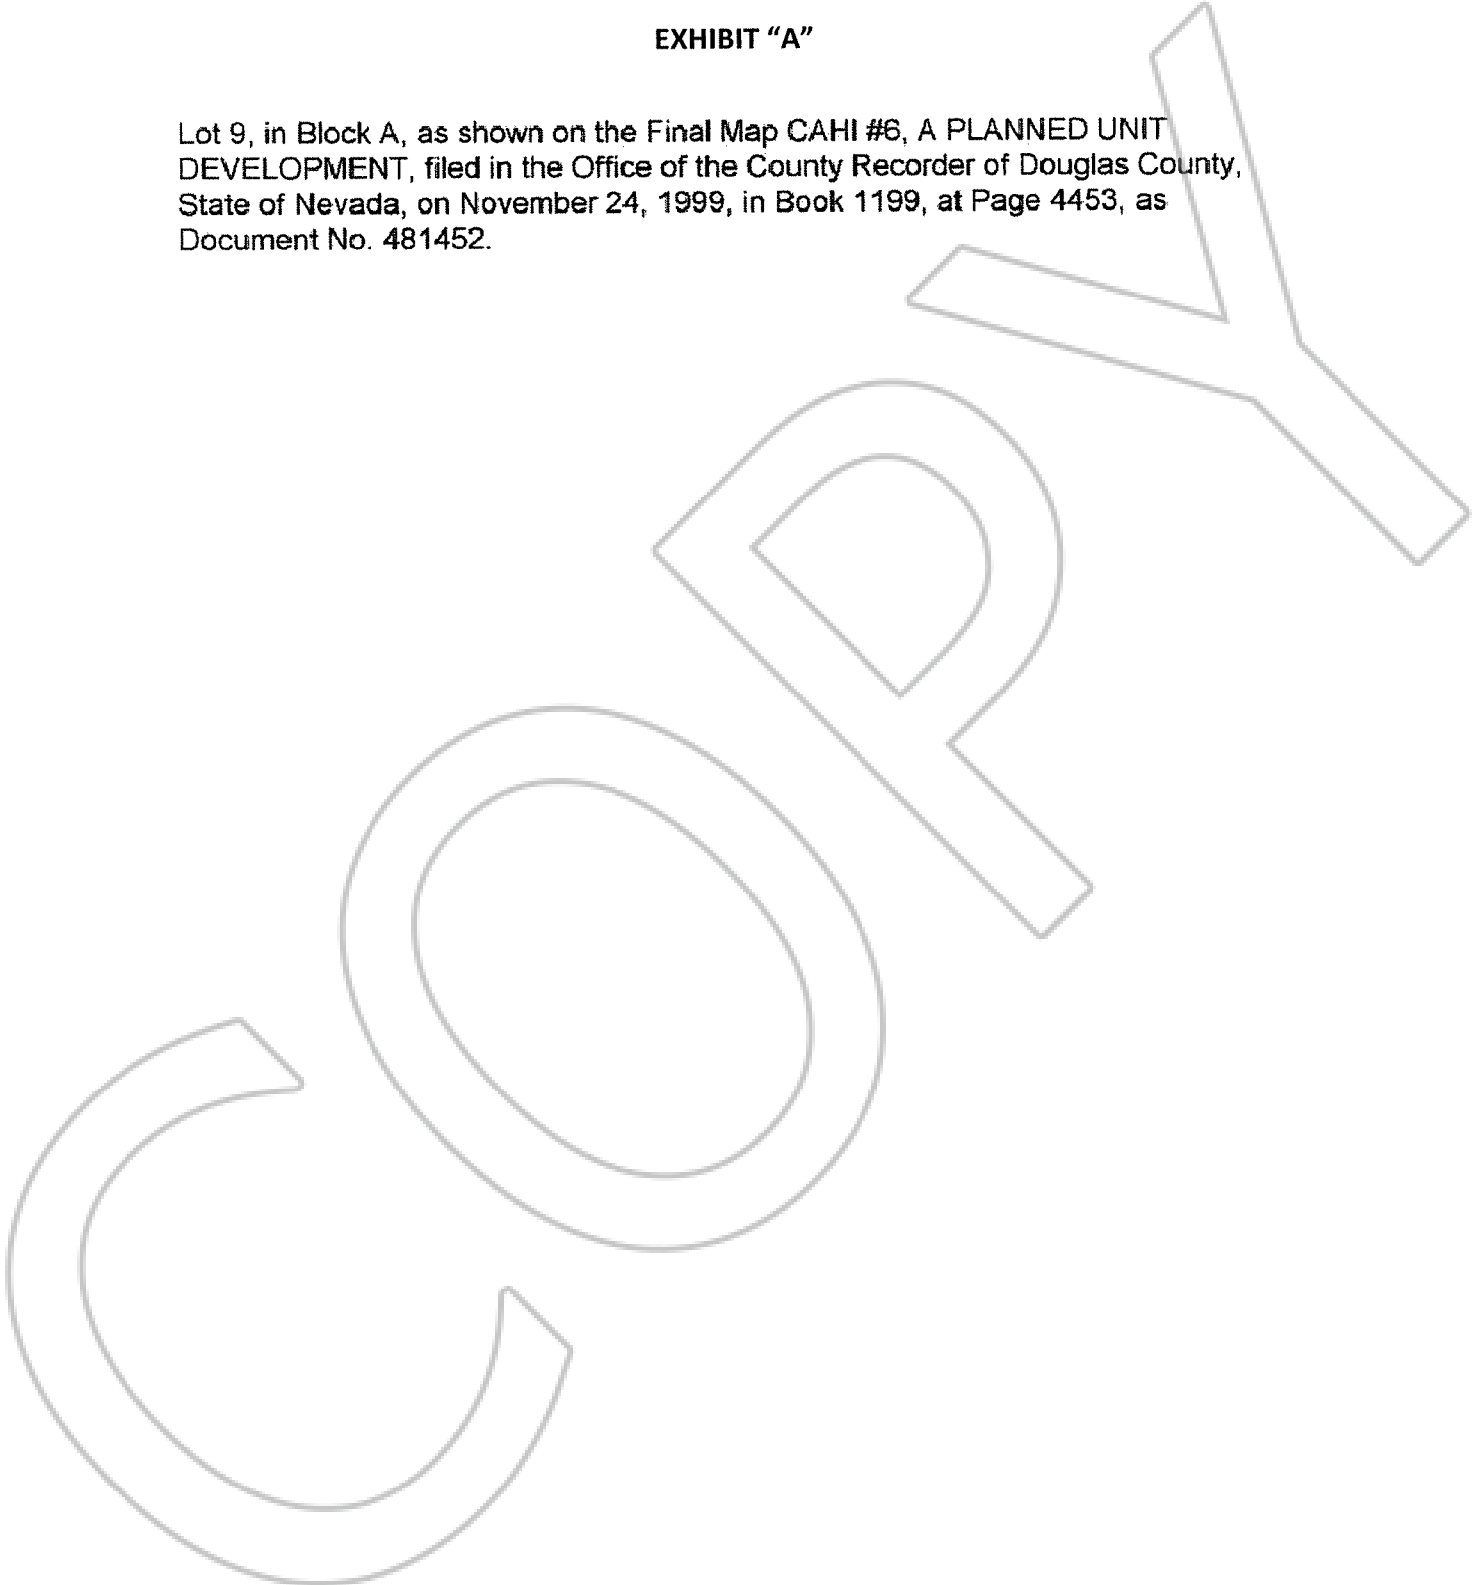 EXHIBIT “A”
Lot 9, in Block A, as shown on the Final Map CAHI #6, A PLANNED UNIT
DEVELOPMENT, filed in the Office of the County Recorder of Douglas County,
State of Nevada, on November 24, 1999, in Book 1199, at Page 4453, as
Document No. 481452.
COPY